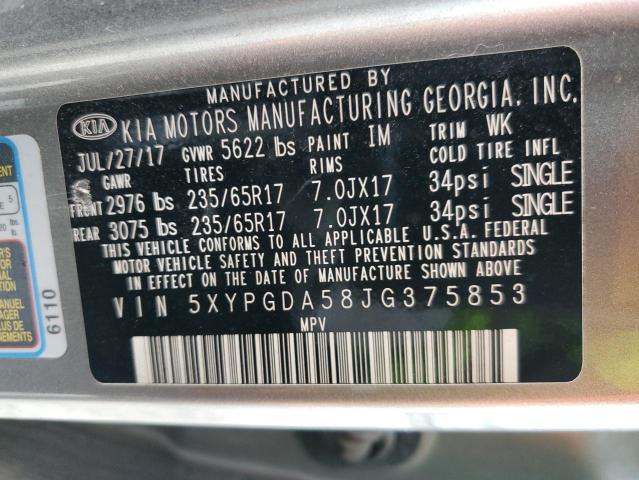 MANUFACTURED BY
KIA KIA MOTORS MANUFACTURING GEORGIA, INC.
JUL/27/17 GVWR 5622 lbs PAINT IM TRIM WK
GAWR TIRES RIMS COLD TIRE INFL
FRONT 2976 lbs 235/65R17 7.0JX17 34psi SINGLE
REAR 3075 lbs 235/65R17 7.0JX17 34psi SINGLE
THIS VEHICLE CONFORMS TO ALL APPLICABLE U.S.A. FEDERAL
MOTOR VEHICLE SAFETY AND THEFT PREVENTION STANDARDS
IN EFFECT ON THE DATE OF MANUFACTURE SHOWN ABOVE.
VIN 5XYPGDA58JG375853
MPV
6110